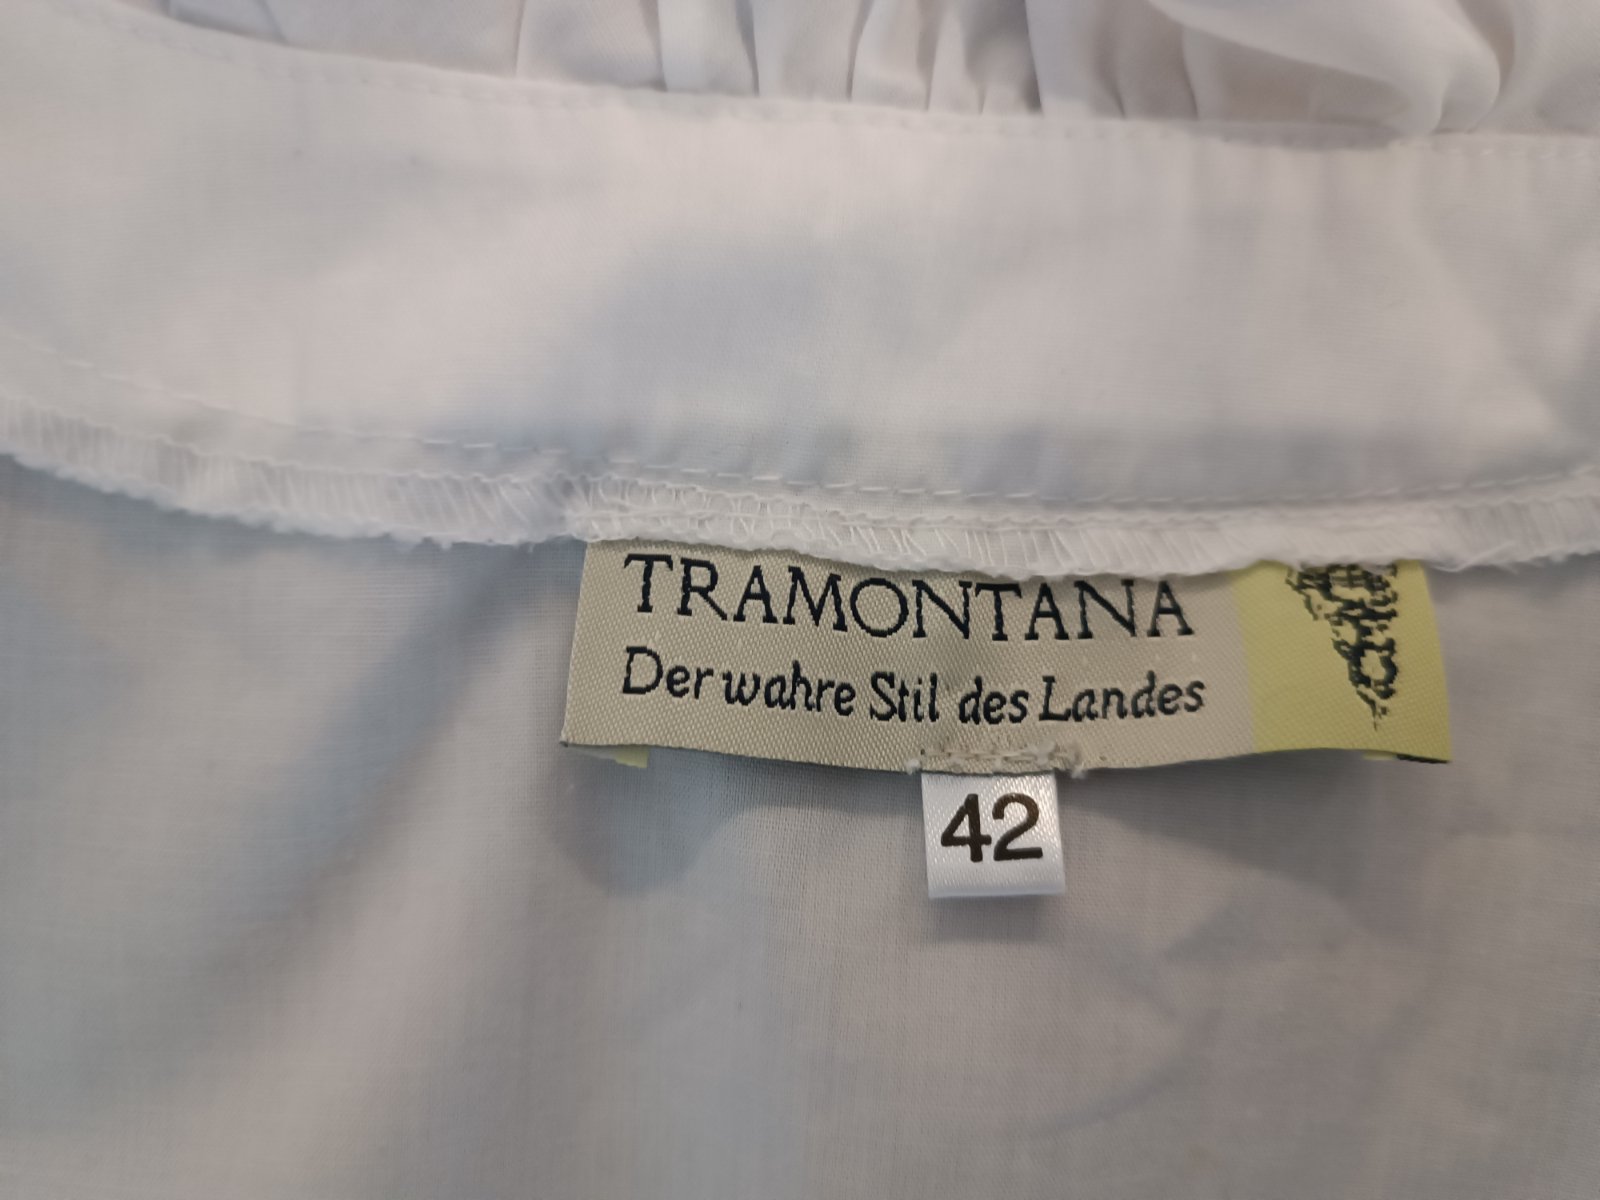 TRAMONTANA
Der wahre Stil des Landes
42